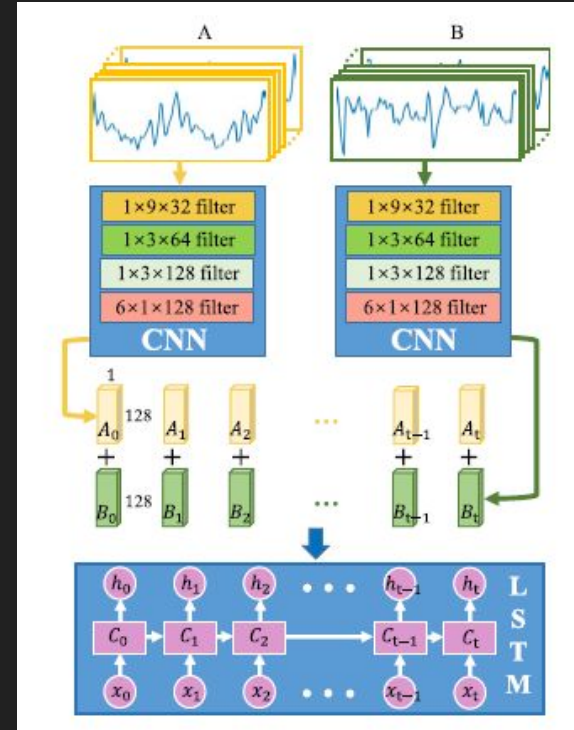 A B
1×9×32 filter 1×9×32 filter
1×3×64 filter 1×3×64 filter
1×3×128 filter 1×3×128 filter
6×1×128 filter 6×1×128 filter
CNN CNN
1
128
A₀ A₁ A₂ ... Aₜ₋₁ Aₜ
+ + + + +
128
B₀ B₁ B₂ ... Bₜ₋₁ Bₜ
h₀ h₁ h₂ ... hₜ₋₁ hₜ
C₀ C₁ C₂ Cₜ₋₁ Cₜ
x₀ x₁ x₂ ... xₜ₋₁ xₜ
LSTM